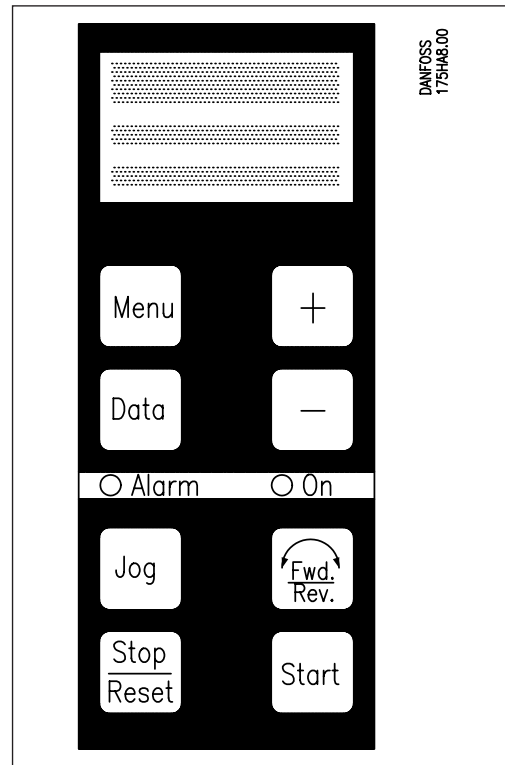 DANFOSS
175HA8.00
Menu
+
Data
−
Alarm
On
Jog
Fwd.
Rev.
Stop
Reset
Start